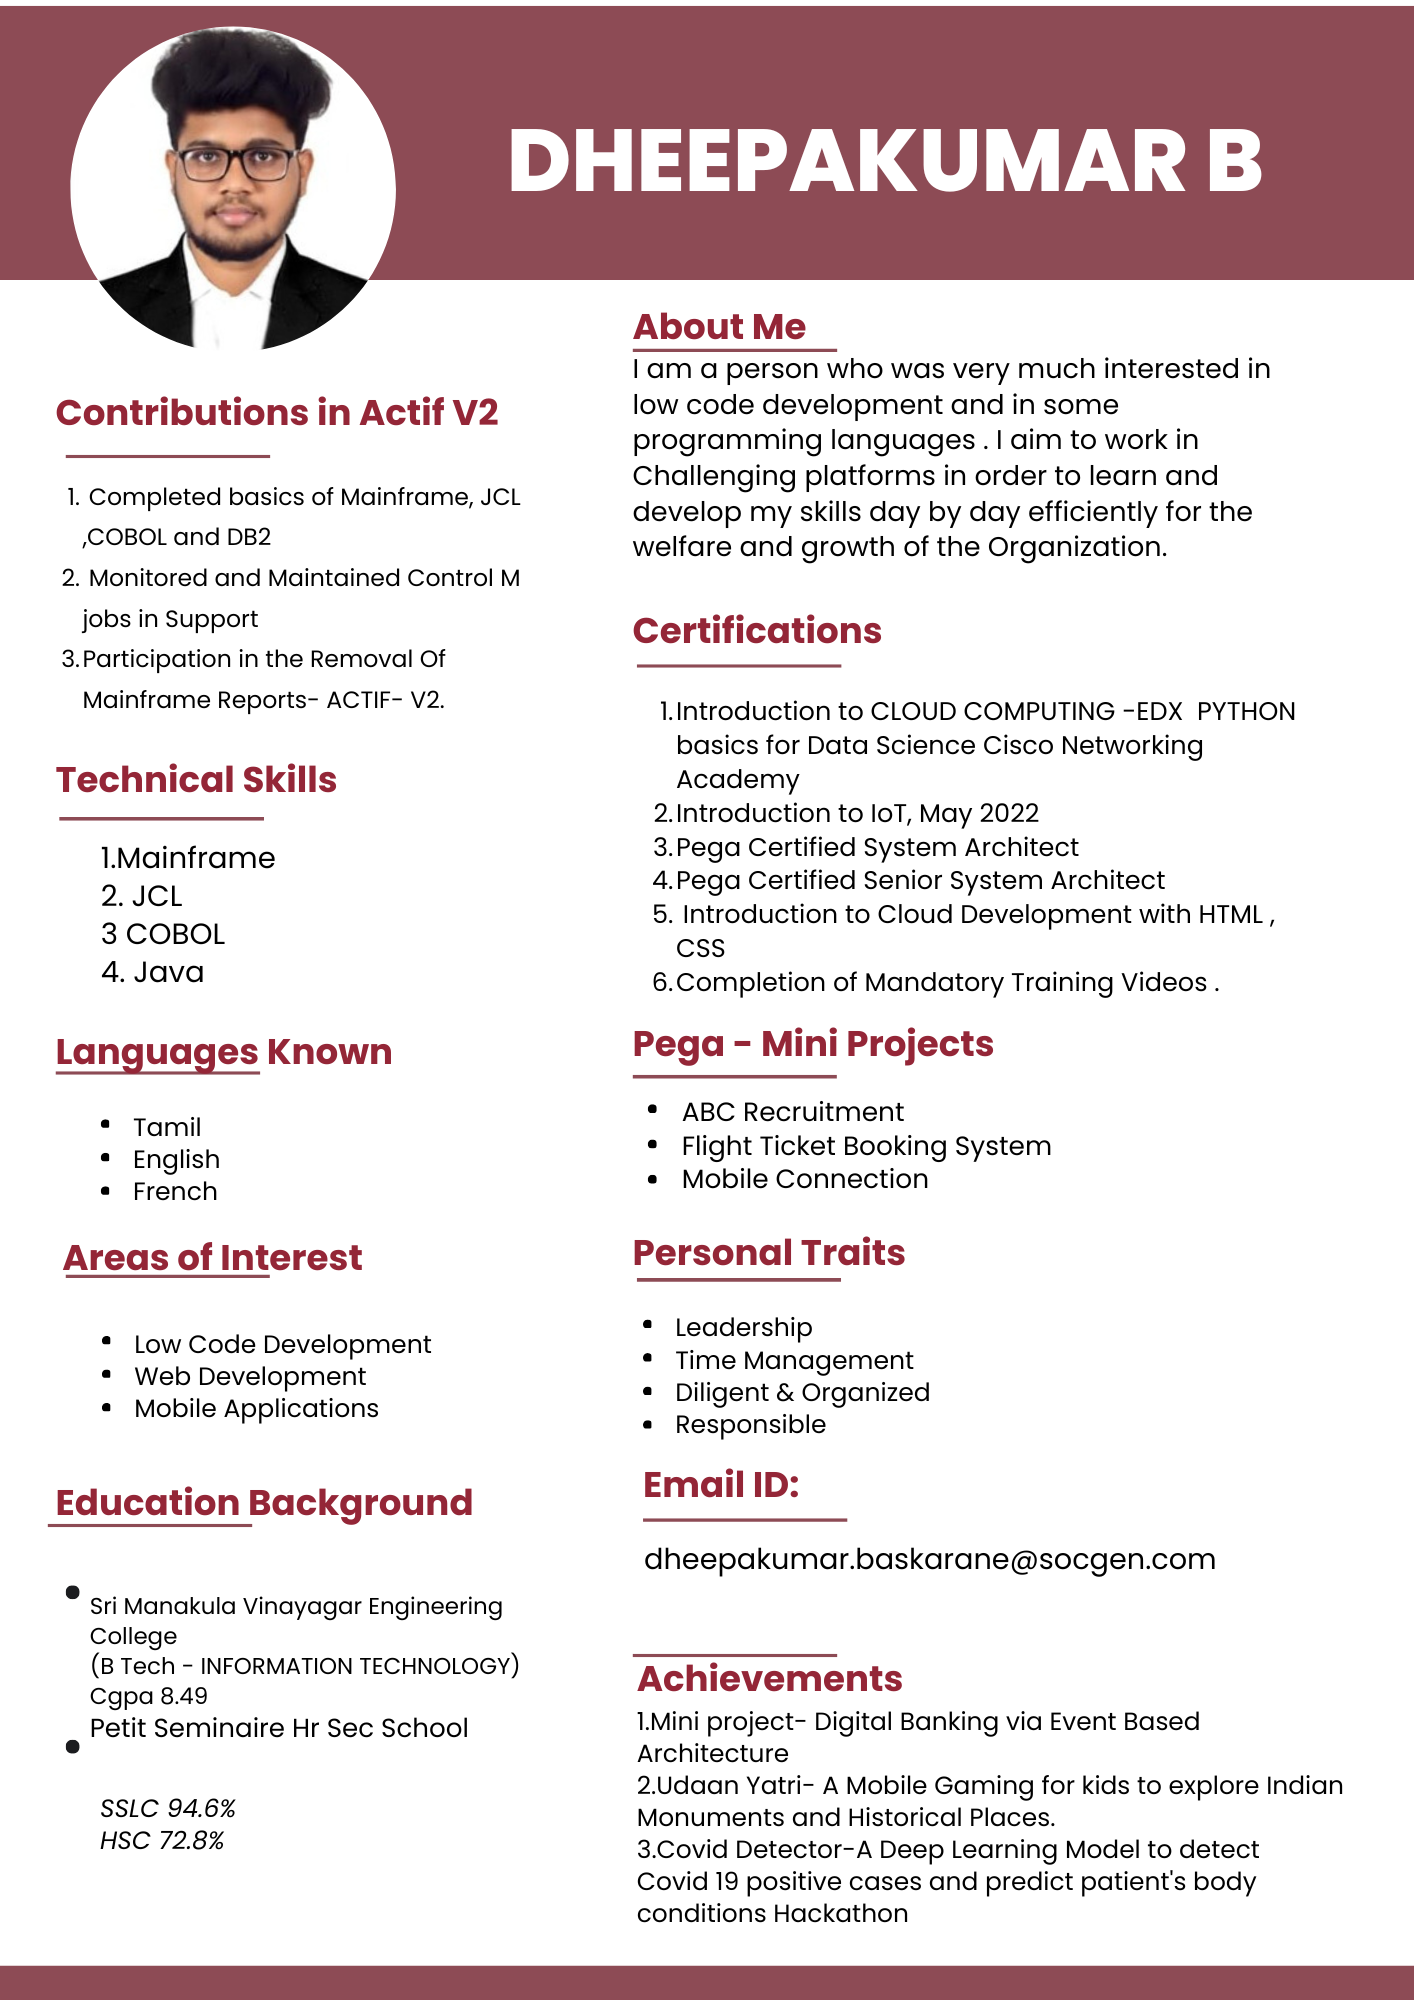 DHEEPAKUMAR B
Contributions in Actif V2
1. Completed basics of Mainframe, JCL
,COBOL and DB2
2. Monitored and Maintained Control M
jobs in Support
3.Participation in the Removal Of
Mainframe Reports- ACTIF- V2.
Technical Skills
1.Mainframe
2. JCL
3 COBOL
4. Java
Languages Known
• Tamil
• English
• French
Areas of Interest
• Low Code Development
• Web Development
• Mobile Applications
Education Background
• Sri Manakula Vinayagar Engineering
College
(B Tech - INFORMATION TECHNOLOGY)
Cgpa 8.49
• Petit Seminaire Hr Sec School
SSLC 94.6%
HSC 72.8%
About Me
I am a person who was very much interested in
low code development and in some
programming languages . I aim to work in
Challenging platforms in order to learn and
develop my skills day by day efficiently for the
welfare and growth of the Organization.
Certifications
1.Introduction to CLOUD COMPUTING -EDX PYTHON
basics for Data Science Cisco Networking
Academy
2.Introduction to IoT, May 2022
3.Pega Certified System Architect
4.Pega Certified Senior System Architect
5. Introduction to Cloud Development with HTML ,
CSS
6.Completion of Mandatory Training Videos .
Pega - Mini Projects
• ABC Recruitment
• Flight Ticket Booking System
• Mobile Connection
Personal Traits
• Leadership
• Time Management
• Diligent & Organized
• Responsible
Email ID:
dheepakumar.baskarane@socgen.com
Achievements
1.Mini project- Digital Banking via Event Based
Architecture
2.Udaan Yatri- A Mobile Gaming for kids to explore Indian
Monuments and Historical Places.
3.Covid Detector-A Deep Learning Model to detect
Covid 19 positive cases and predict patient's body
conditions Hackathon